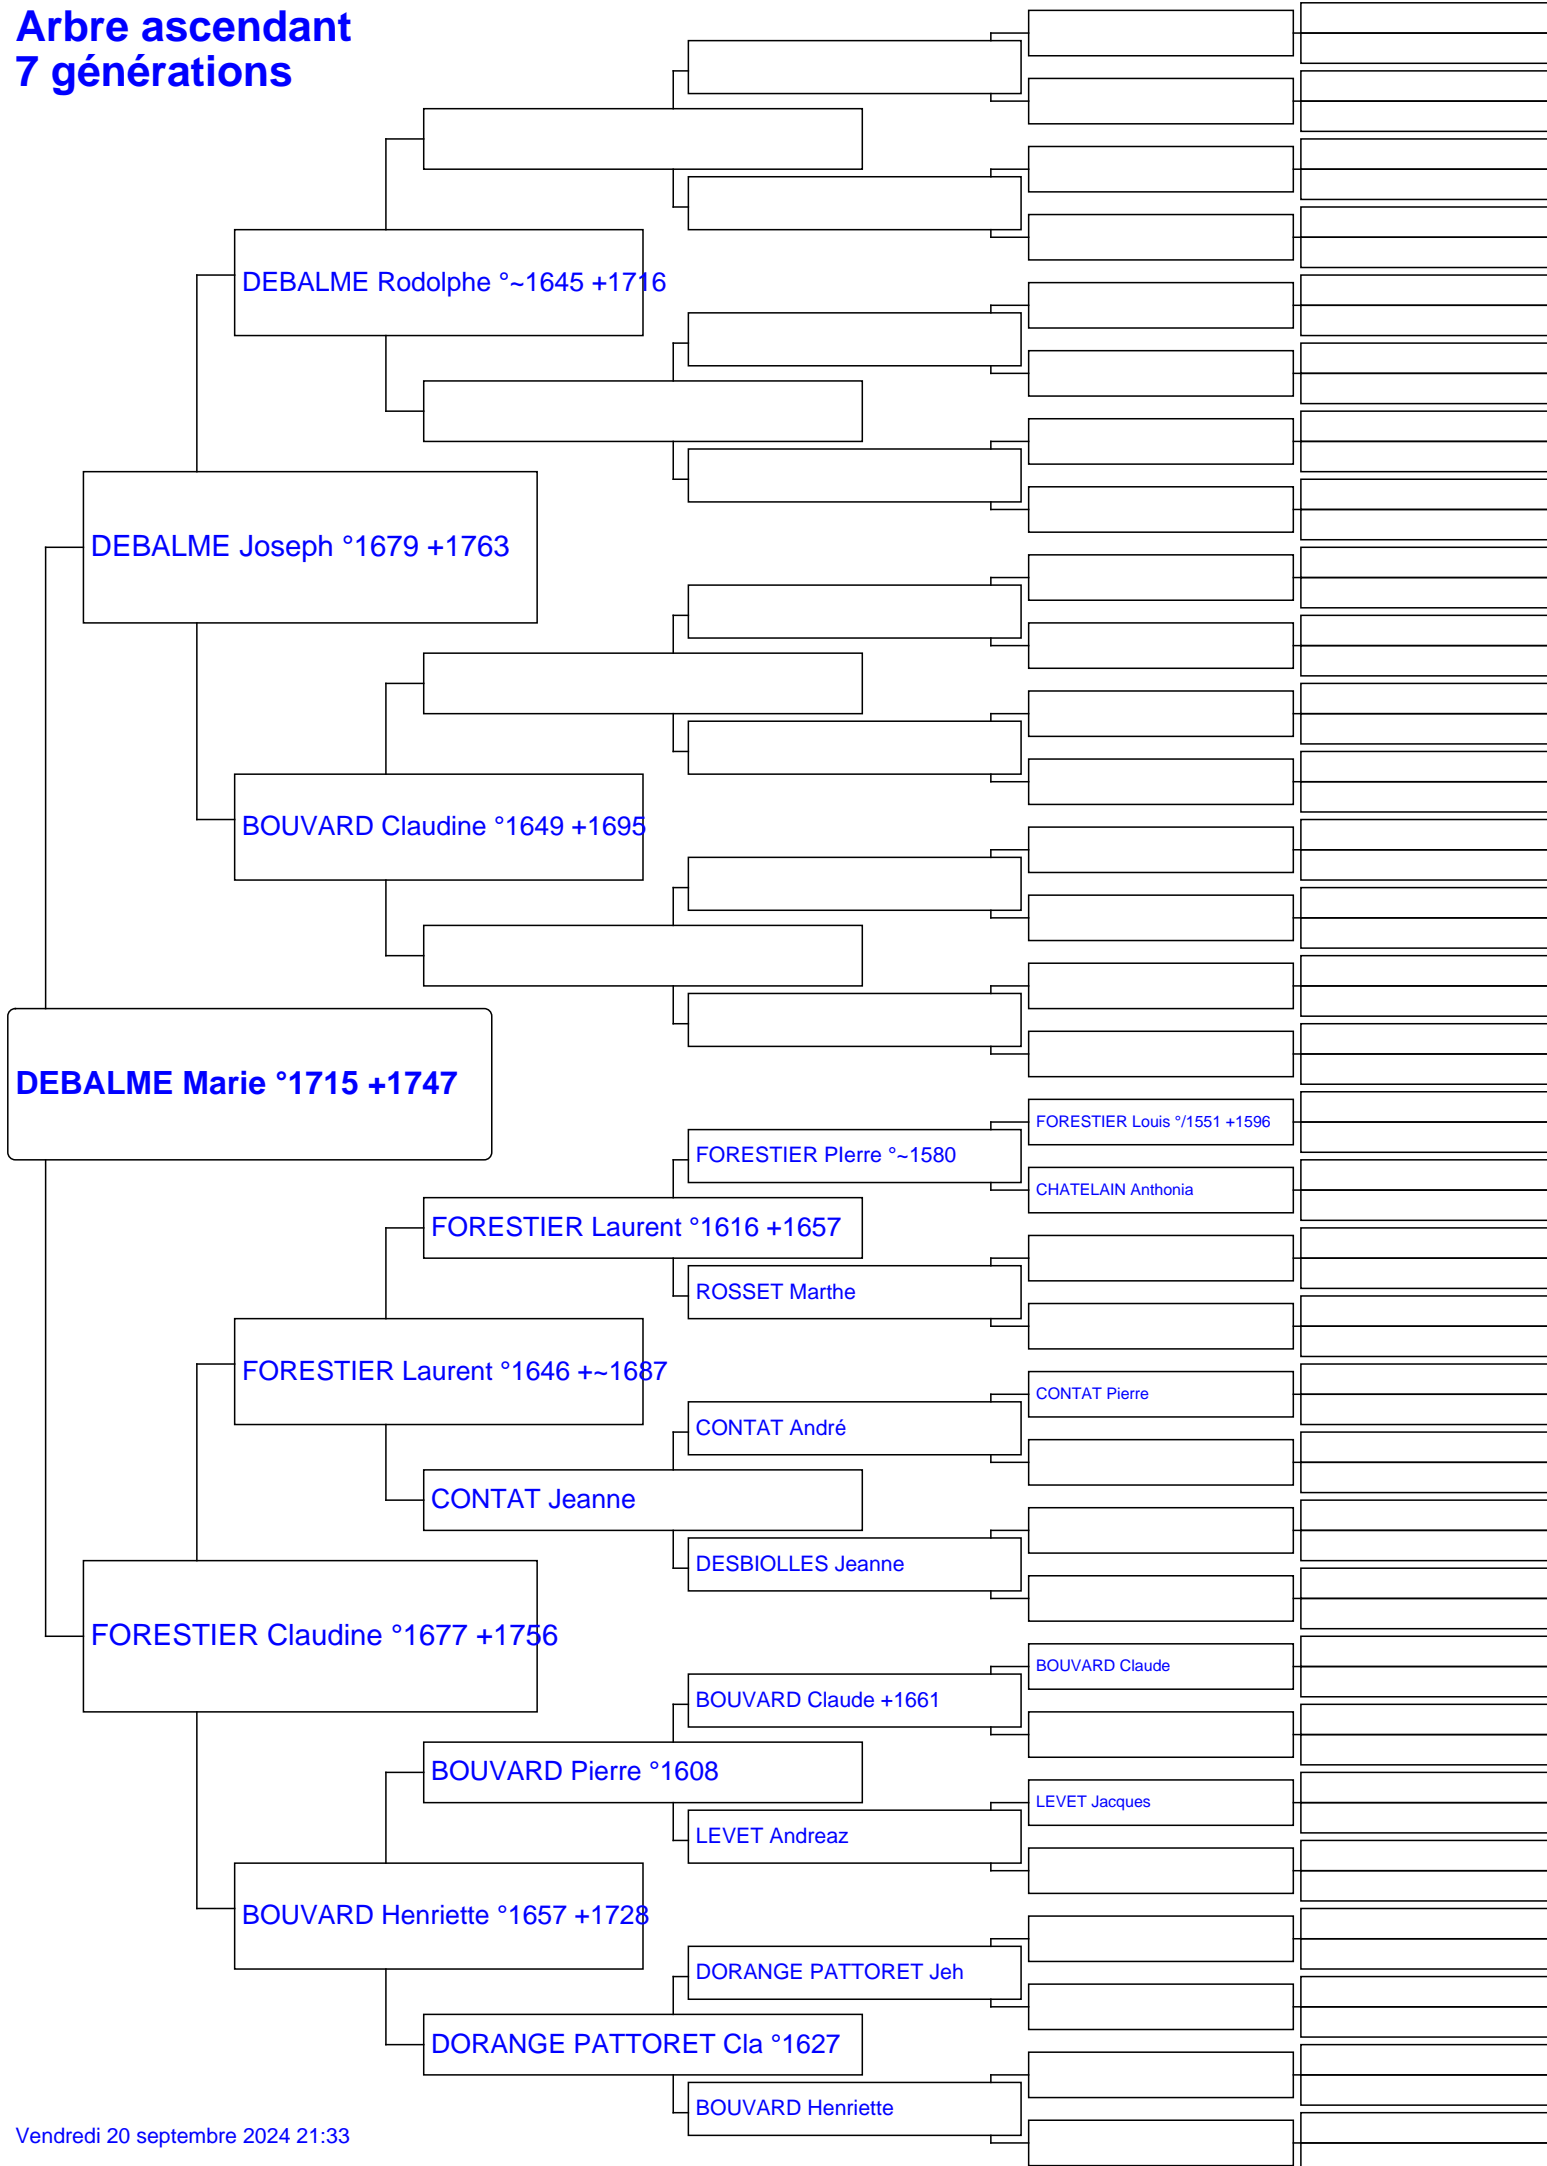 Arbre ascendant
7 générations
DEBALME Rodolphe °~1645 +1716
DEBALME Joseph °1679 +1763
BOUVARD Claudine °1649 +1695
DEBALME Marie °1715 +1747
FORESTIER Louis °/1551 +1596
FORESTIER PIerre °~1580
CHATELAIN Anthonia
FORESTIER Laurent °1616 +1657
ROSSET Marthe
FORESTIER Laurent °1646 +~1687
CONTAT Pierre
CONTAT André
CONTAT Jeanne
DESBIOLLES Jeanne
FORESTIER Claudine °1677 +1756
BOUVARD Claude
BOUVARD Claude +1661
BOUVARD Pierre °1608
LEVET Jacques
LEVET Andreaz
BOUVARD Henriette °1657 +1728
DORANGE PATTORET Jeh
DORANGE PATTORET Cla °1627
BOUVARD Henriette
Vendredi 20 septembre 2024 21:33